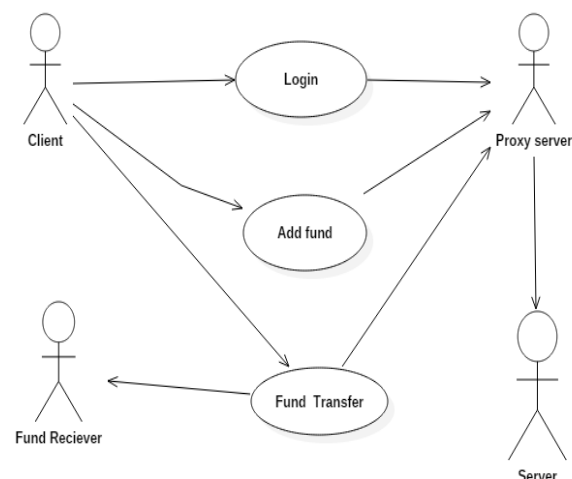 Login
Client
Proxy server
Add fund
Fund Transfer
Fund Reciever
Server